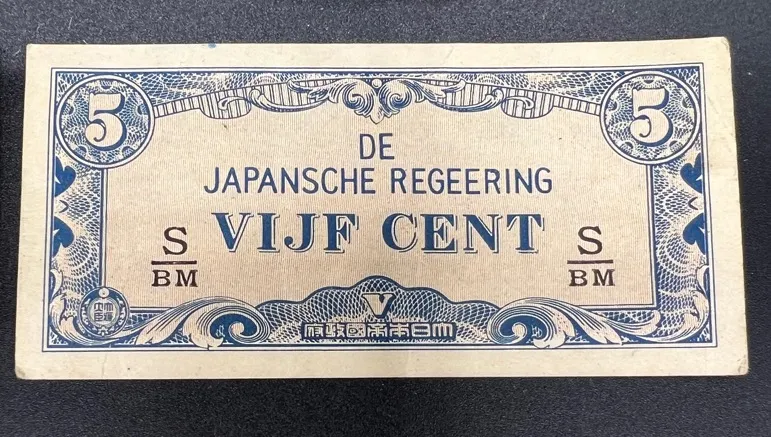 5
5
DE
JAPANSCHE REGEERING
VIJF CENT
S
BM
S
BM
V
大日本帝國政府